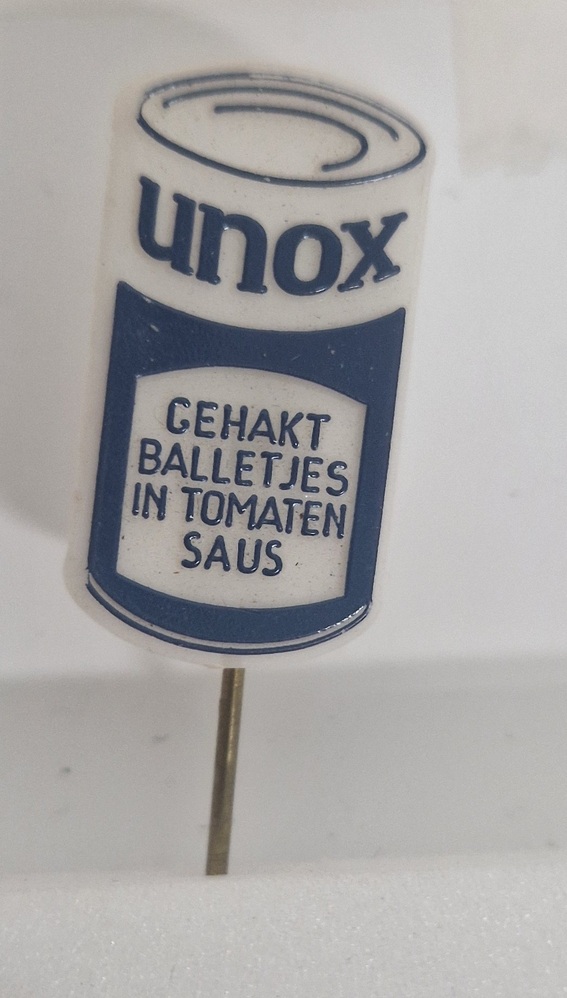 unox
GEHAKT
BALLETJES
IN TOMATEN
SAUS